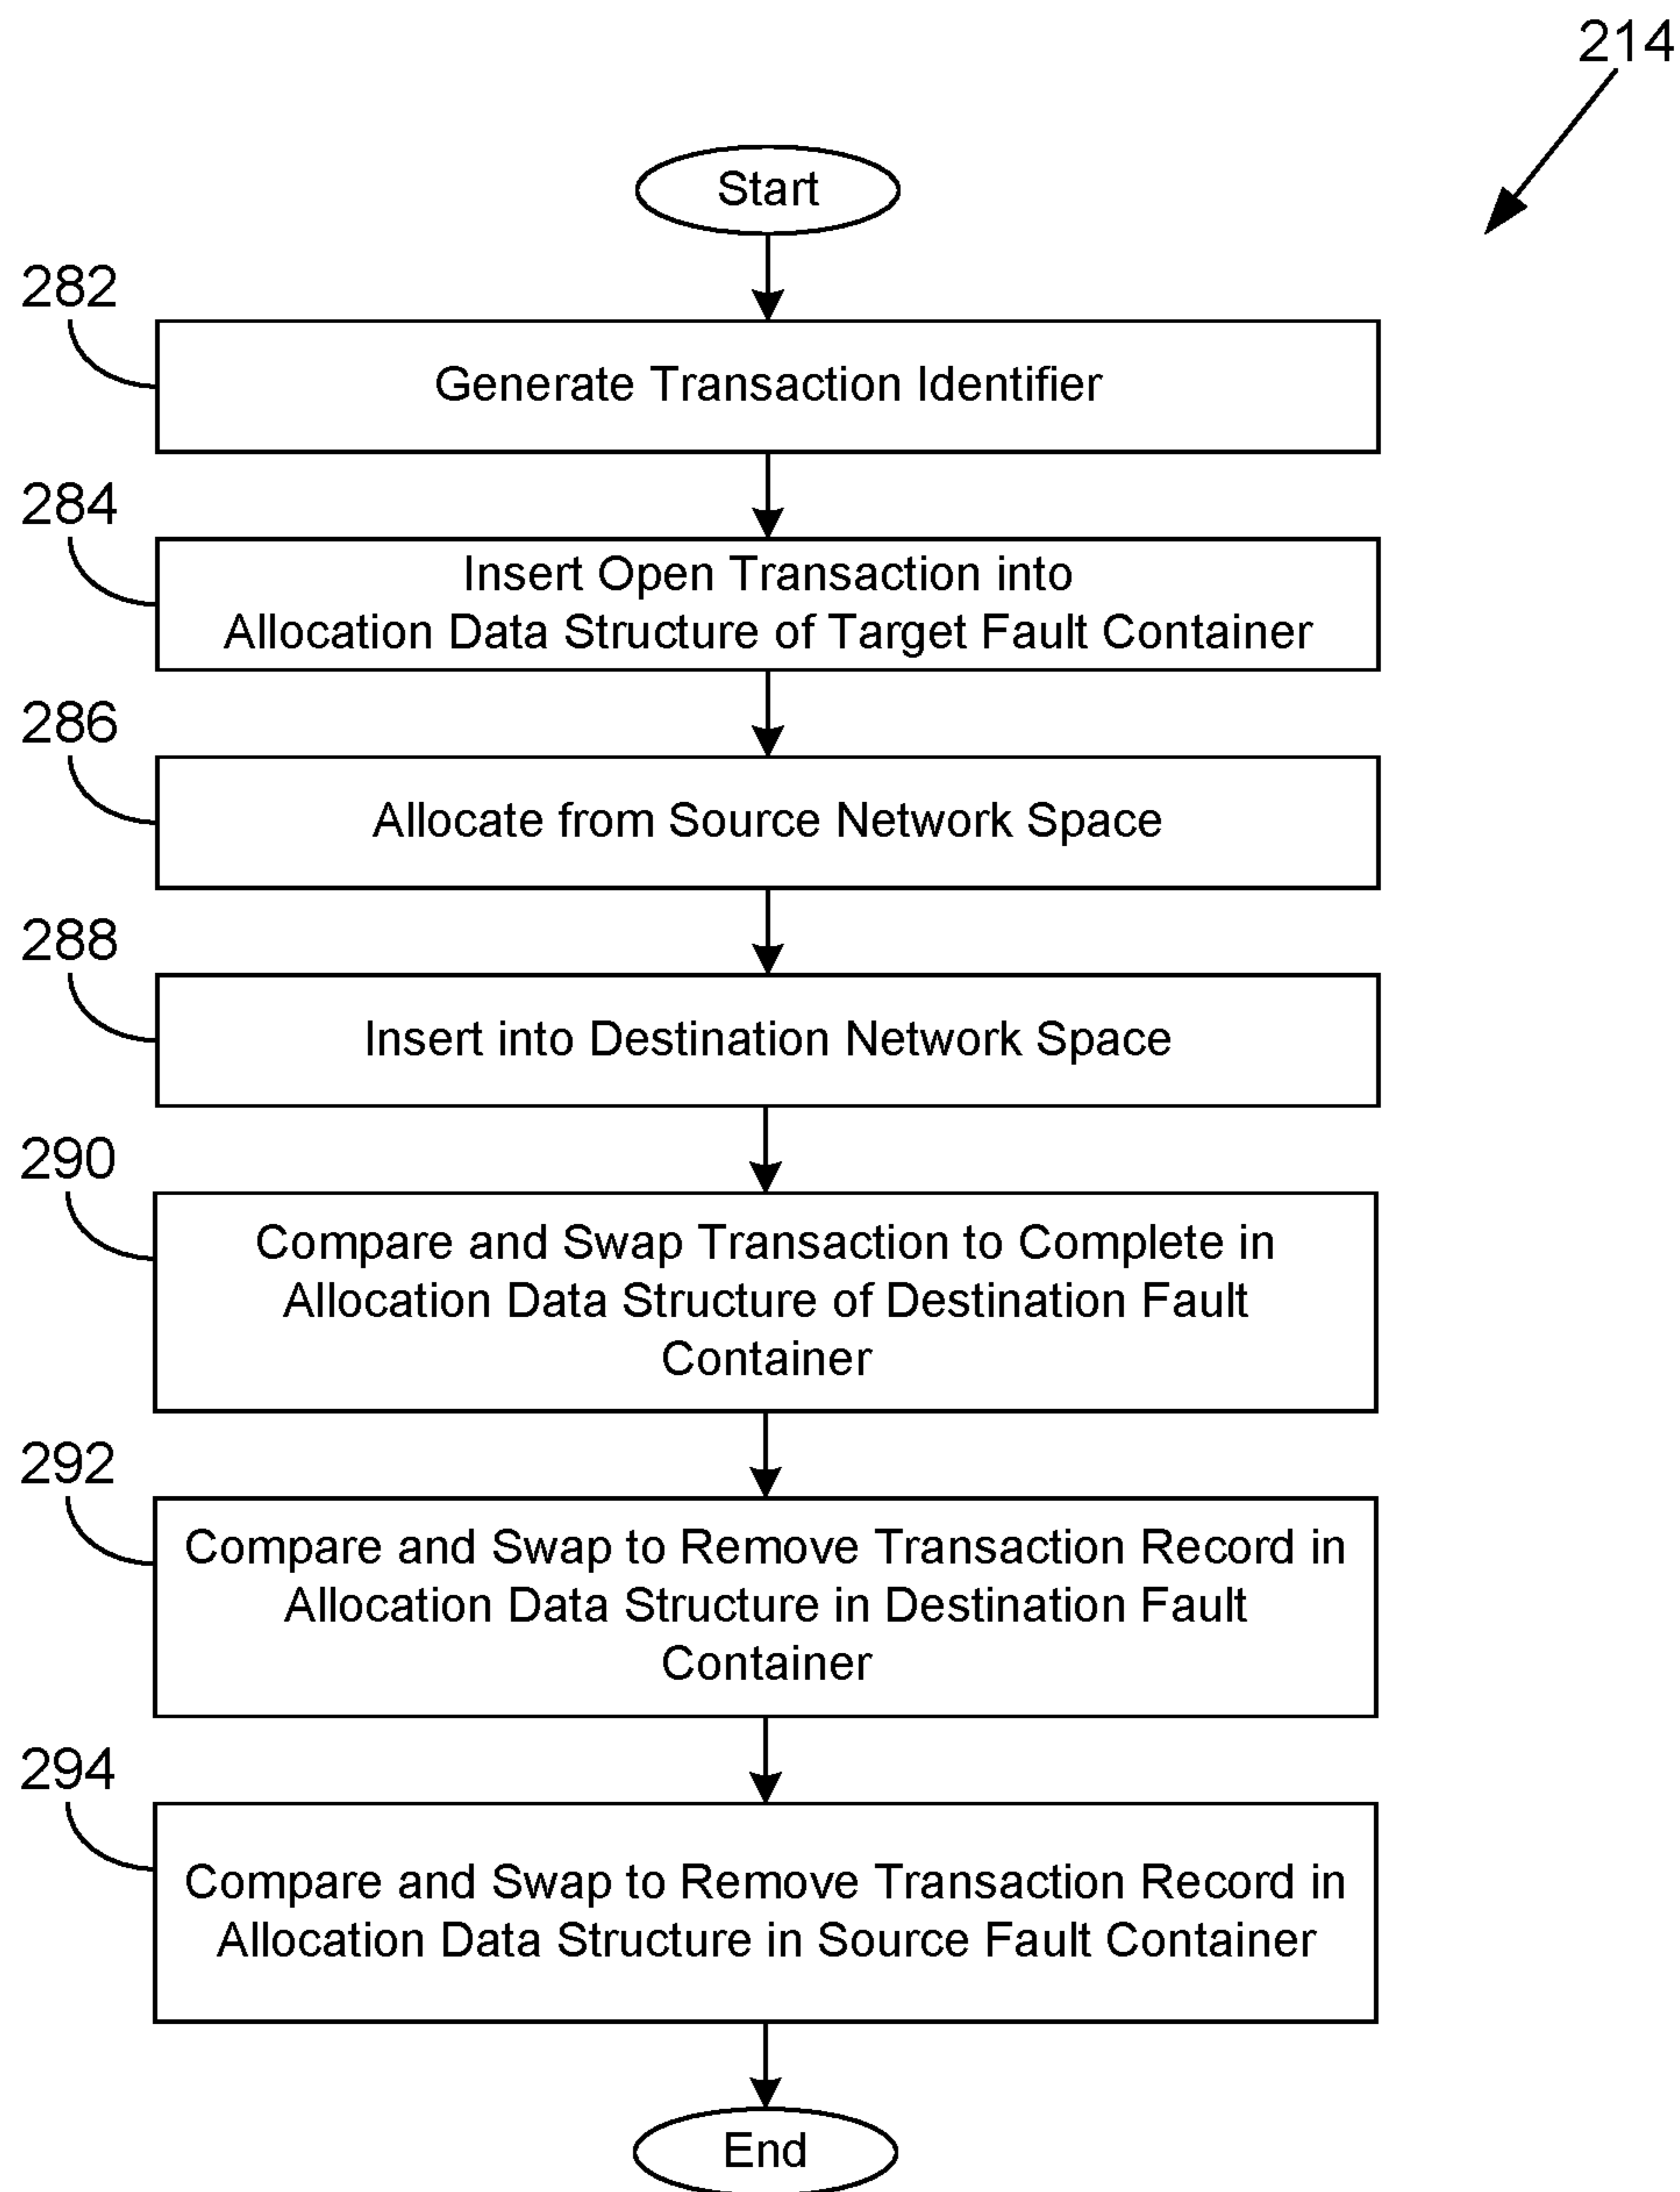 214
Start
282
Generate Transaction Identifier
284
Insert Open Transaction into
Allocation Data Structure of Target Fault Container
286
Allocate from Source Network Space
288
Insert into Destination Network Space
290
Compare and Swap Transaction to Complete in
Allocation Data Structure of Destination Fault
Container
292
Compare and Swap to Remove Transaction Record in
Allocation Data Structure in Destination Fault
Container
294
Compare and Swap to Remove Transaction Record in
Allocation Data Structure in Source Fault Container
End